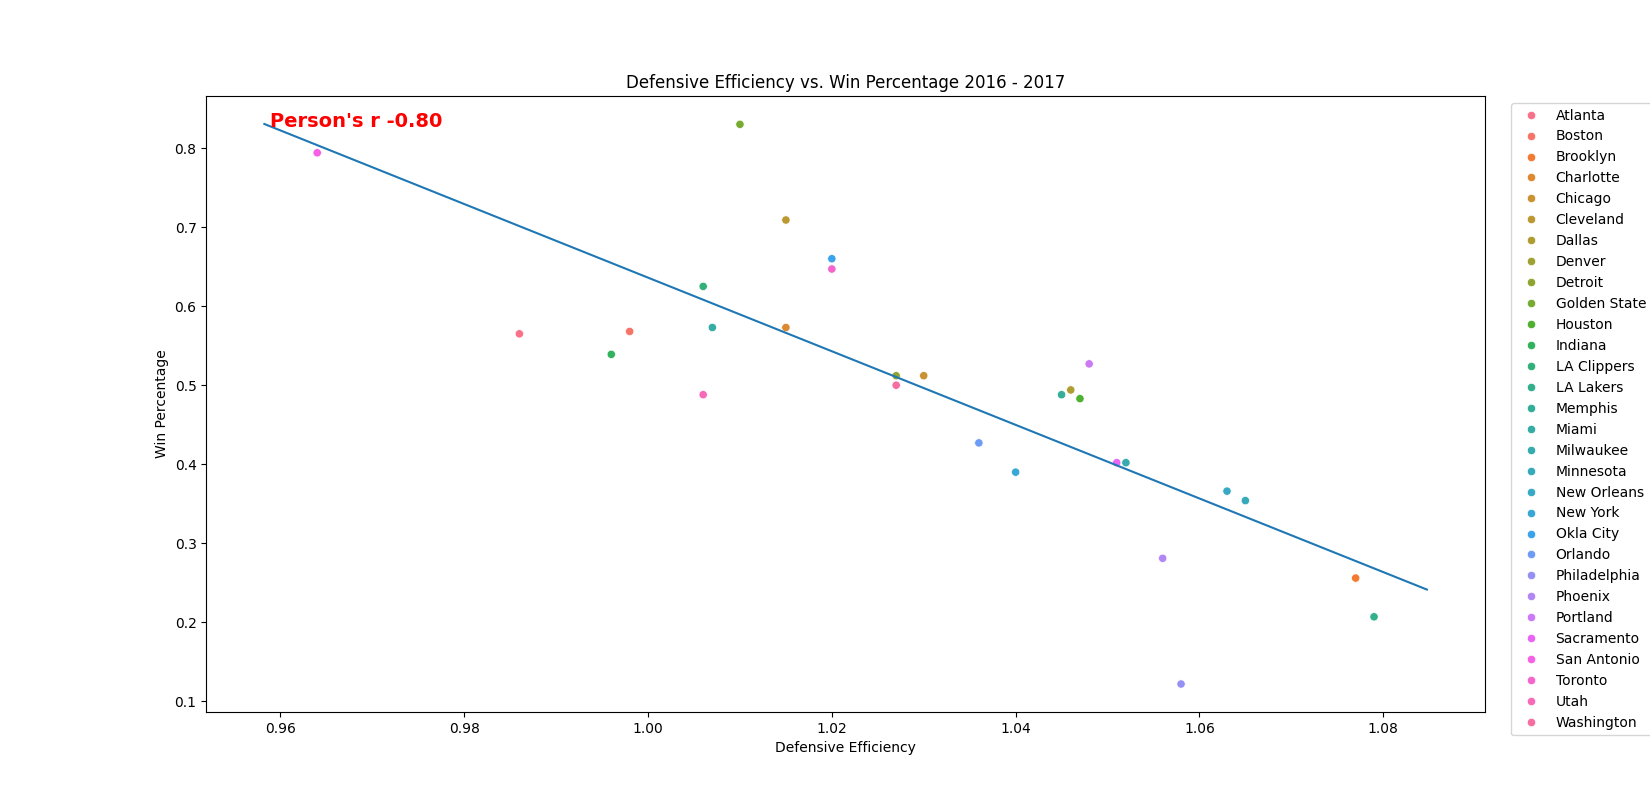 Defensive Efficiency vs. Win Percentage 2016 - 2017
Person's r -0.80
0.8
0.7
0.6
0.5
0.4
0.3
0.2
0.1
Win Percentage
0.96 0.98 1.00 1.02 1.04 1.06 1.08
Defensive Efficiency
Atlanta
Boston
Brooklyn
Charlotte
Chicago
Cleveland
Dallas
Denver
Detroit
Golden State
Houston
Indiana
LA Clippers
LA Lakers
Memphis
Miami
Milwaukee
Minnesota
New Orleans
New York
Okla City
Orlando
Philadelphia
Phoenix
Portland
Sacramento
San Antonio
Toronto
Utah
Washington